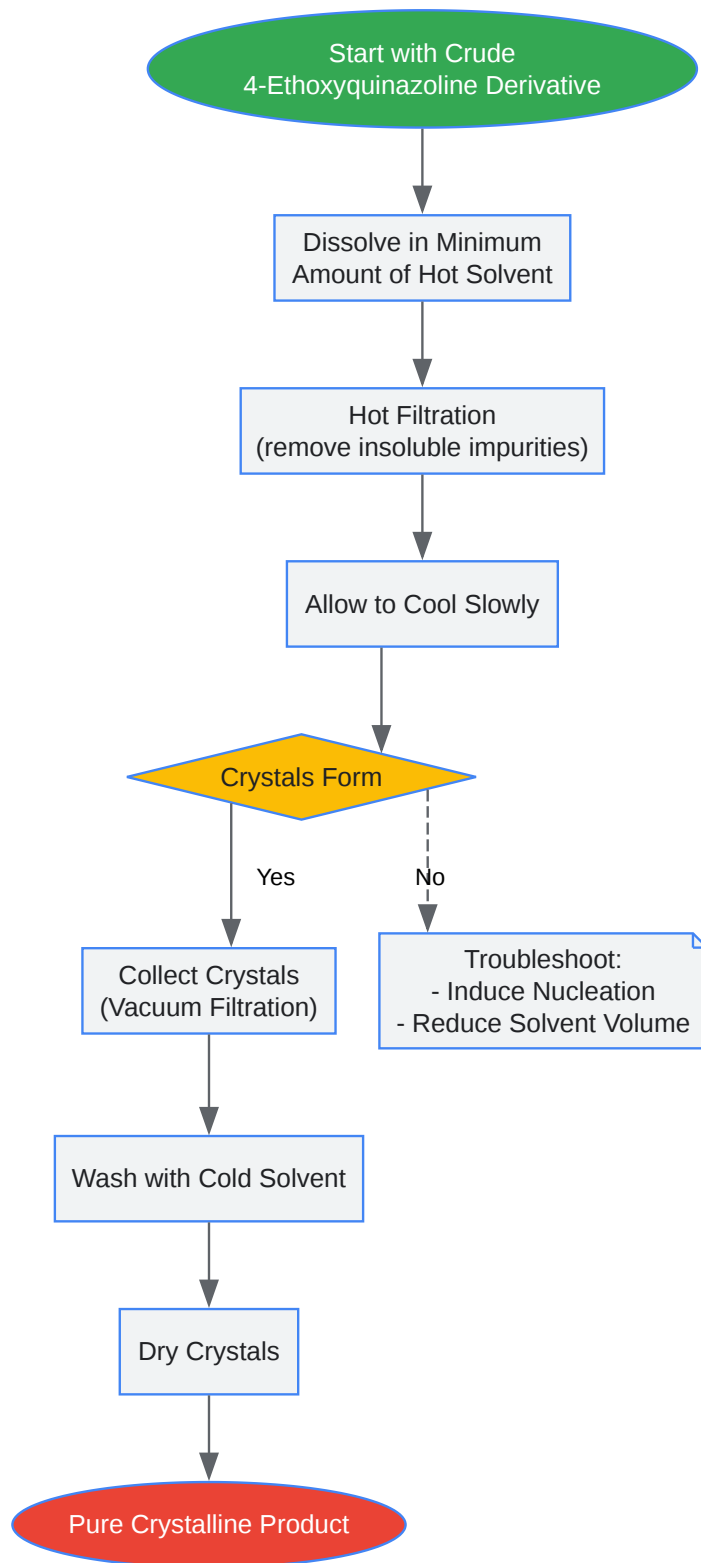 Start with Crude
4-Ethoxyquinazoline Derivative
Dissolve in Minimum
Amount of Hot Solvent
Hot Filtration
(remove insoluble impurities)
Allow to Cool Slowly
Crystals Form
Yes
No
Collect Crystals
(Vacuum Filtration)
Troubleshoot:
- Induce Nucleation
- Reduce Solvent Volume
Wash with Cold Solvent
Dry Crystals
Pure Crystalline Product